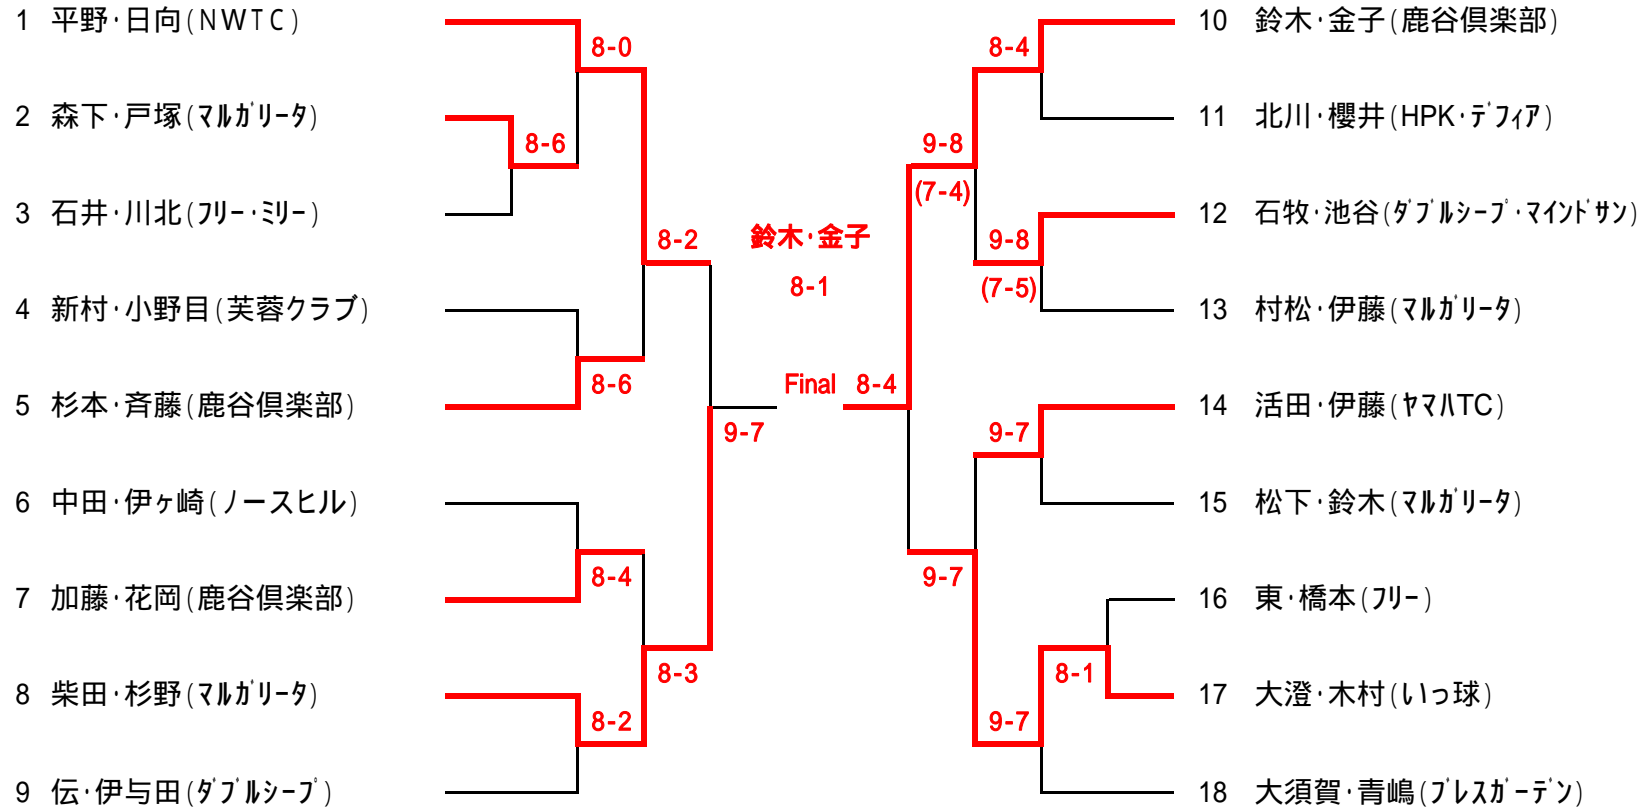 1 平野・日向(NWTC)
8-0
2 森下・戸塚(ﾏﾙｶﾞﾘｰﾀ)
8-6
3 石井・川北(ﾌﾘｰ・ﾐﾘｰ)
8-2
4 新村・小野目(芙蓉クラブ)
8-6
5 杉本・斉藤(鹿谷倶楽部)
9-7
6 中田・伊ヶ崎(ノースヒル)
8-4
7 加藤・花岡(鹿谷倶楽部)
8-3
8 柴田・杉野(ﾏﾙｶﾞﾘｰﾀ)
8-2
9 伝・伊与田(ﾀﾞﾌﾞﾙｼｰﾌﾟ)
鈴木・金子
8-1
Final
8-4
10 鈴木・金子(鹿谷倶楽部)
8-4
11 北川・櫻井(HPK・ﾃﾞﾌｨｱ)
9-8
(7-4)
12 石牧・池谷(ﾀﾞﾌﾞﾙｼｰﾌﾟ・ﾏｲﾝﾄﾞｻﾝ)
9-8
(7-5)
13 村松・伊藤(ﾏﾙｶﾞﾘｰﾀ)
14 活田・伊藤(ﾔﾏﾊTC)
9-7
15 松下・鈴木(ﾏﾙｶﾞﾘｰﾀ)
9-7
16 東・橋本(ﾌﾘｰ)
8-1
17 大澄・木村(いっ球)
9-7
18 大須賀・青嶋(ﾌﾞﾚｽｶﾞｰﾃﾞﾝ)